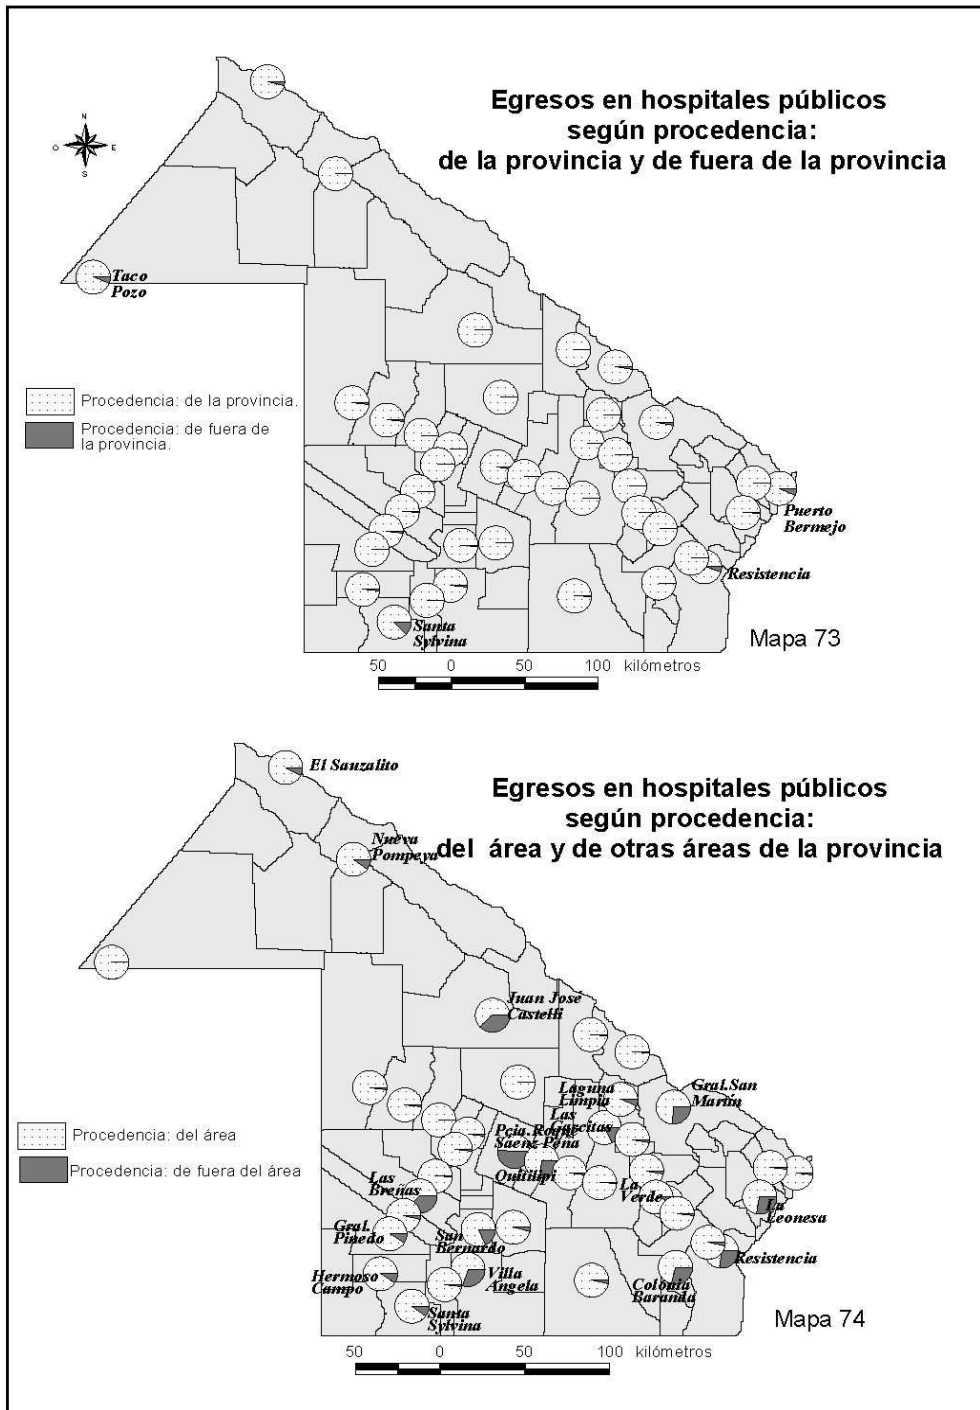 Egresos en hospitales públicos
según procedencia:
de la provincia y de fuera de la provincia
N
O
E
S
Taco
Pozo
Procedencia: de la provincia.
Procedencia: de fuera de
la provincia.
Puerto
Bermejo
Resistencia
Santa
Sylvina
Mapa 73
50 0 50 100 kilómetros
El Sauzalito
Egresos en hospitales públicos
según procedencia:
del área y de otras áreas de la provincia
Nueva
Pompeya
Juan José
Castelli
Laguna
Limpia
Gral.San
Martín
Las
Garcitas
Pcia.Roque
Saenz Peña
Quitilipi
Procedencia: del área
Procedencia: de fuera del área
Las
Breñas
La
Verde
La
Leonesa
Gral.
Pinedo
San
Bernardo
Resistencia
Hermoso
Campo
Villa
Angela
Colonia
Baranda
Santa
Sylvina
Mapa 74
50 0 50 100 kilómetros